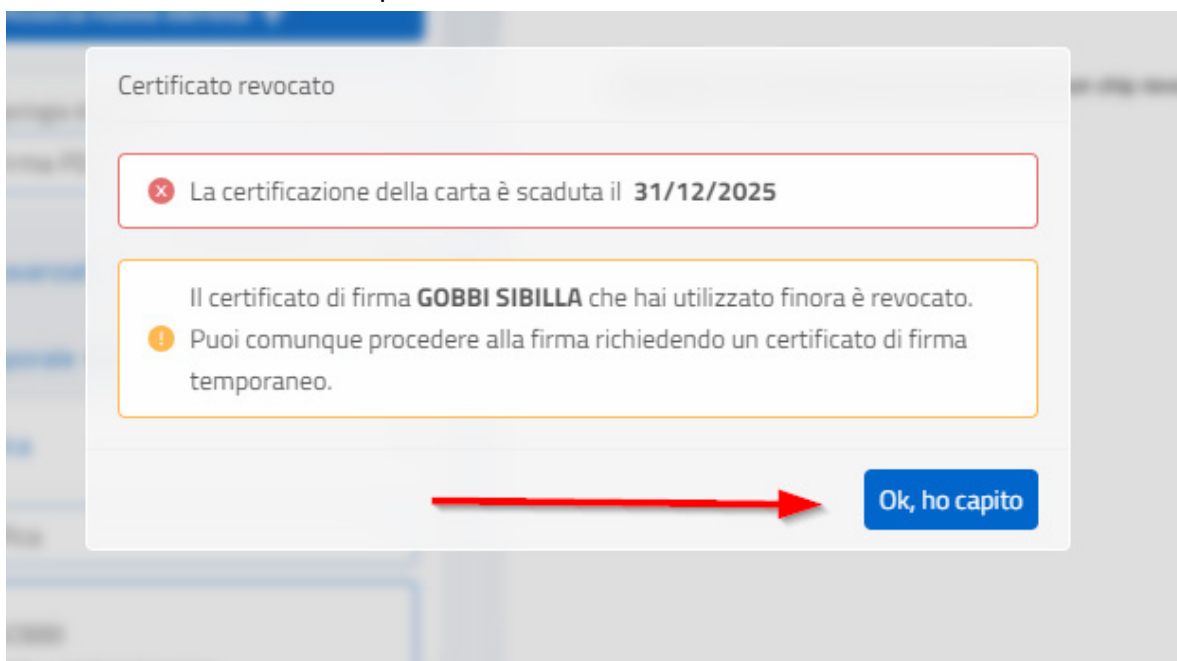 Certificato revocato
La certificazione della carta è scaduta il 31/12/2025
Il certificato di firma GOBBI SIBILLA che hai utilizzato finora è revocato.
Puoi comunque procedere alla firma richiedendo un certificato di firma
temporaneo.
Ok, ho capito